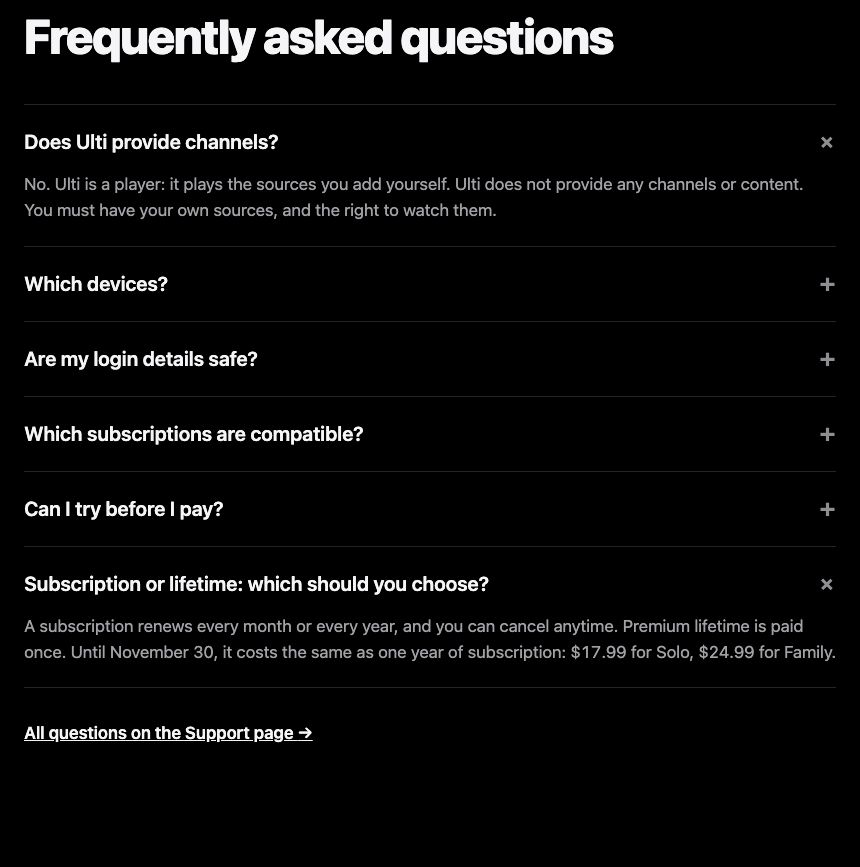 Frequently asked questions
Does Ulti provide channels?
No. Ulti is a player: it plays the sources you add yourself. Ulti does not provide any channels or content.
You must have your own sources, and the right to watch them.
Which devices?
Are my login details safe?
Which subscriptions are compatible?
Can I try before I pay?
Subscription or lifetime: which should you choose?
A subscription renews every month or every year, and you can cancel anytime. Premium lifetime is paid
once. Until November 30, it costs the same as one year of subscription: $17.99 for Solo, $24.99 for Family.
All questions on the Support page →